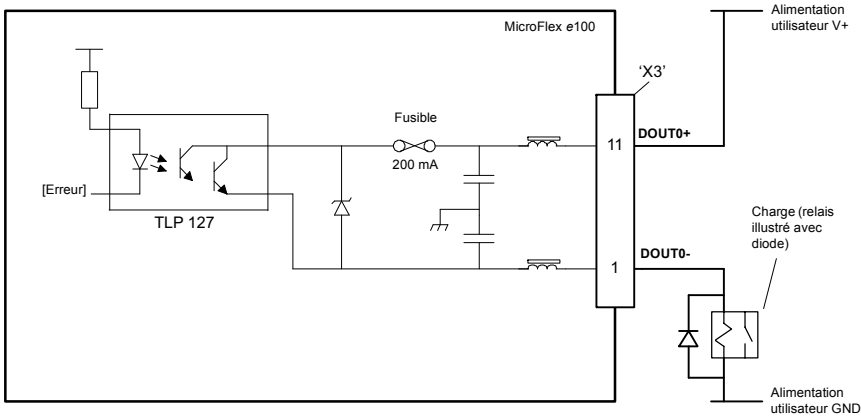 Alimentation
utilisateur V+
MicroFlex e100
'X3'
Fusible
200 mA
11
DOUT0+
[Erreur]
TLP 127
Charge (relais
illustré avec
diode)
1
DOUT0-
Alimentation
utilisateur GND